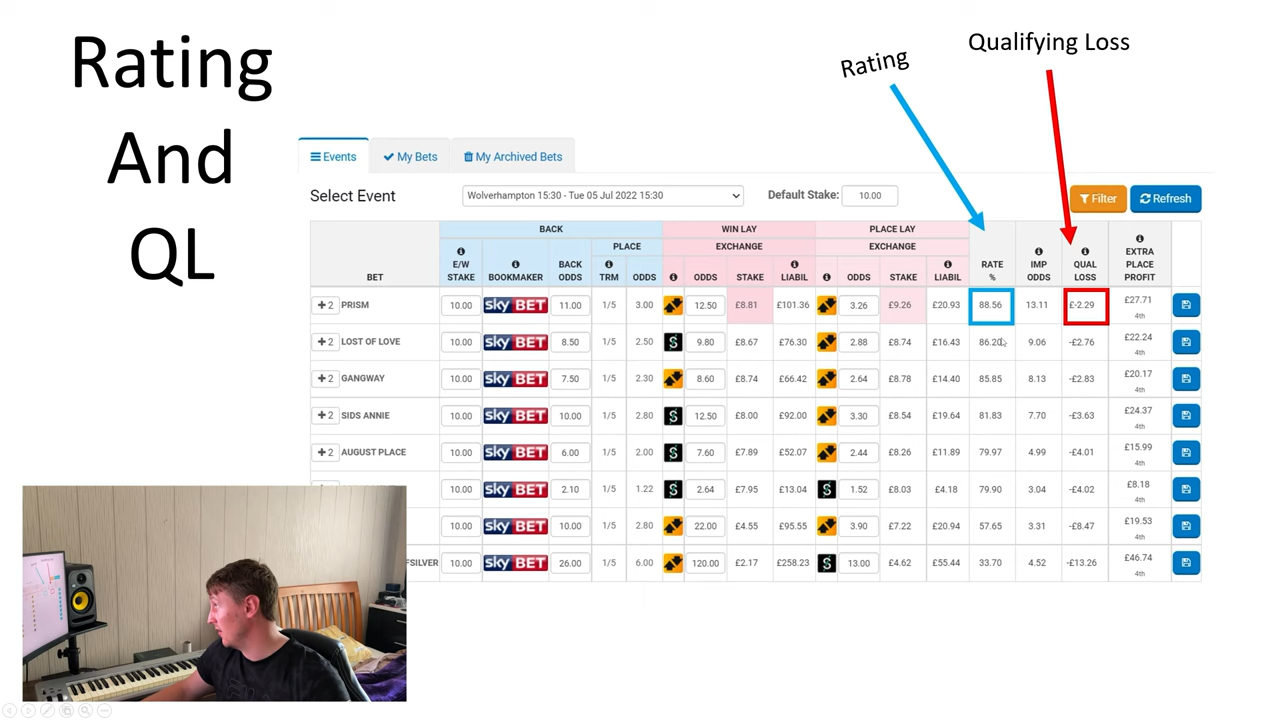 Rating
And
QL
Rating
Qualifying Loss
Events My Bets My Archived Bets
Select Event Wolverhampton 15:30 - Tue 05 Jul 2022 15:30 Default Stake: 10.00 Filter Refresh
BACK WIN LAY PLACE LAY
PLACE EXCHANGE EXCHANGE
BET E/W STAKE BOOKMAKER BACK ODDS TRM ODDS ODDS STAKE LIABIL ODDS STAKE LIABIL RATE % IMP ODDS QUAL LOSS EXTRA PLACE PROFIT
+ 2 PRISM 10.00 sky BET 11.00 1/5 3.00 12.50 £8.81 £101.36 3.26 £9.26 £20.93 88.56 13.11 £-2.29 £27.71 4th
+ 2 LOST OF LOVE 10.00 sky BET 8.50 1/5 2.50 9.80 £8.67 £76.30 2.88 £8.74 £16.43 86.20 9.06 -£2.76 £22.24 4th
+ 2 GANGWAY 10.00 sky BET 7.50 1/5 2.30 8.60 £8.74 £66.42 2.64 £8.78 £14.40 85.85 8.13 -£2.83 £20.17 4th
+ 2 SIDS ANNIE 10.00 sky BET 10.00 1/5 2.80 12.50 £8.00 £92.00 3.30 £8.54 £19.64 81.83 7.70 -£3.63 £24.37 4th
+ 2 AUGUST PLACE 10.00 sky BET 6.00 1/5 2.00 7.60 £7.89 £52.07 2.44 £8.26 £11.89 79.97 4.99 -£4.01 £15.99 4th
10.00 sky BET 2.10 1/5 1.22 2.64 £7.95 £13.04 1.52 £8.03 £4.18 79.90 3.04 -£4.02 £8.18 4th
10.00 sky BET 10.00 1/5 2.80 22.00 £4.55 £95.55 3.90 £7.22 £20.94 57.65 3.31 -£8.47 £19.53 4th
FSILVER 10.00 sky BET 26.00 1/5 6.00 120.00 £2.17 £258.23 13.00 £4.62 £55.44 33.70 4.52 -£13.26 £46.74 4th